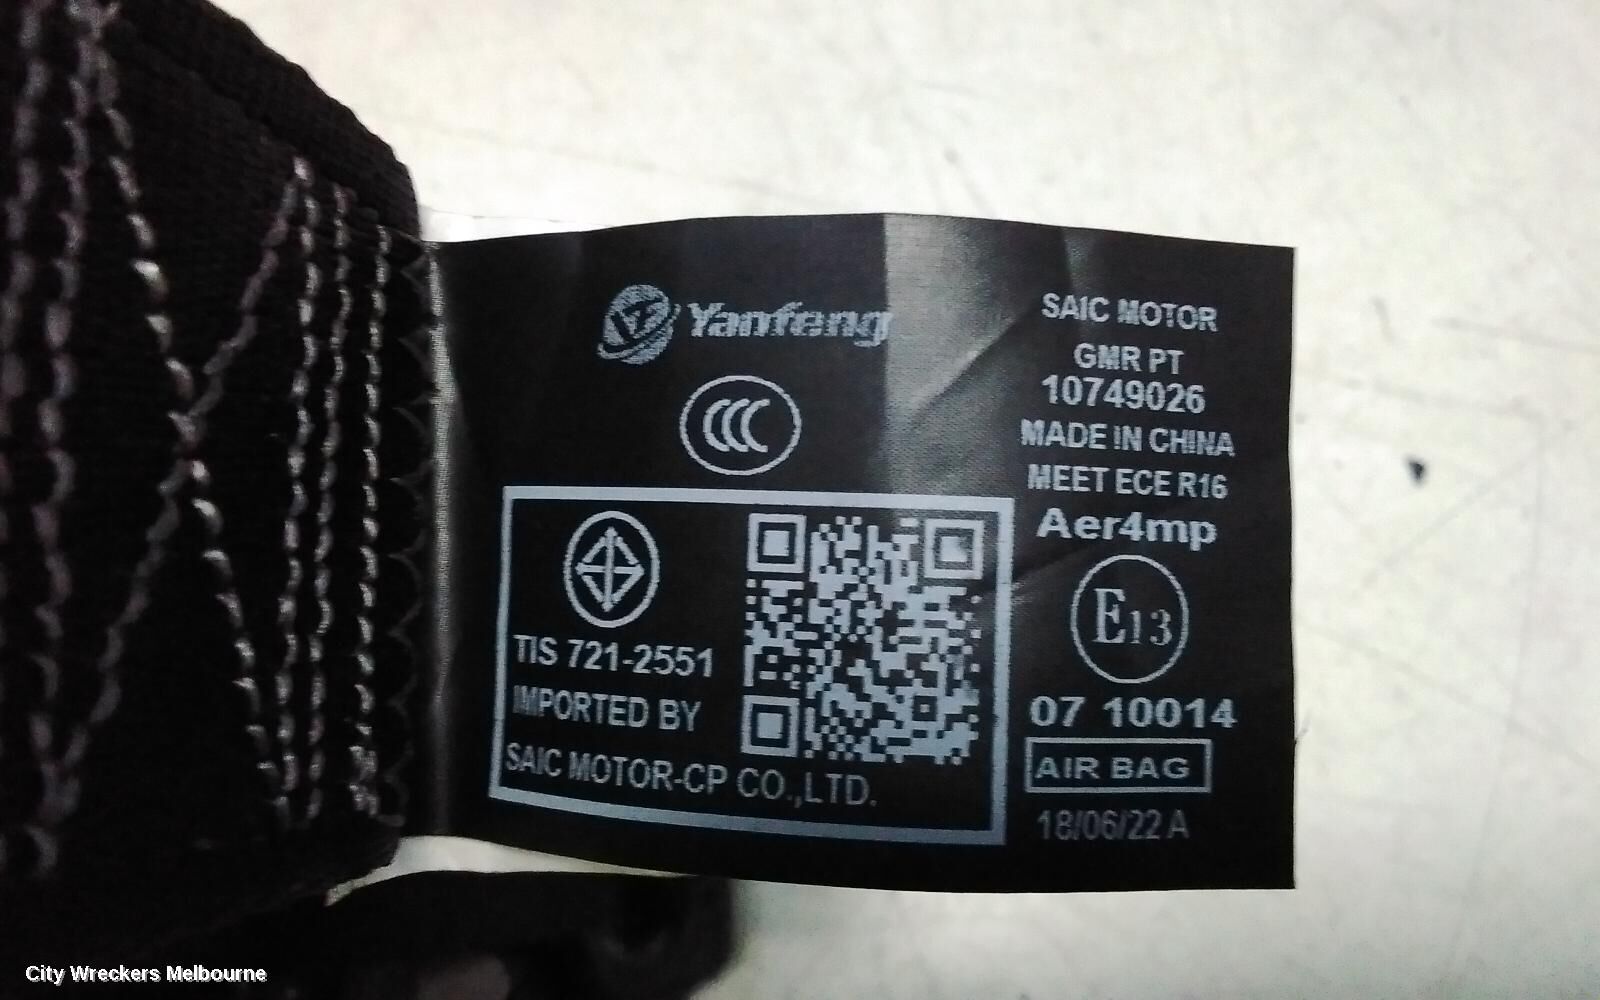 Yanfeng
CCC
TIS 721-2551
IMPORTED BY
SAIC MOTOR-CP CO.,LTD.
SAIC MOTOR
GMR PT
10749026
MADE IN CHINA
MEET ECE R16
Aer4mp
E13
07 10014
AIR BAG
18/06/22 A
City Wreckers Melbourne